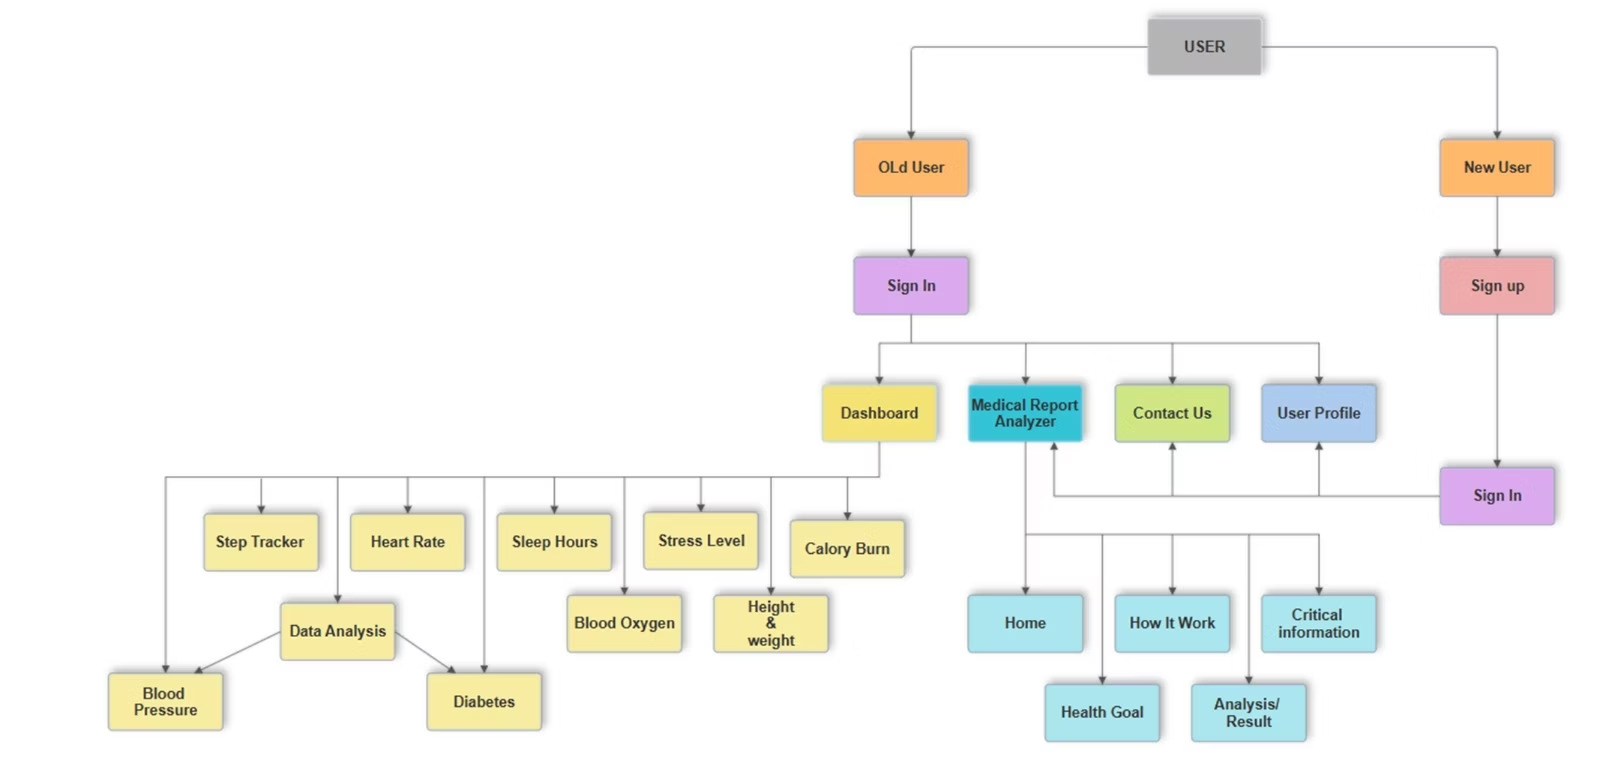 USER
OLd User
New User
Sign In
Sign up
Dashboard
Medical Report
Analyzer
Contact Us
User Profile
Sign In
Step Tracker
Heart Rate
Sleep Hours
Stress Level
Calory Burn
Data Analysis
Blood Oxygen
Height
&
weight
Home
How It Work
Critical
information
Blood
Pressure
Diabetes
Health Goal
Analysis/
Result